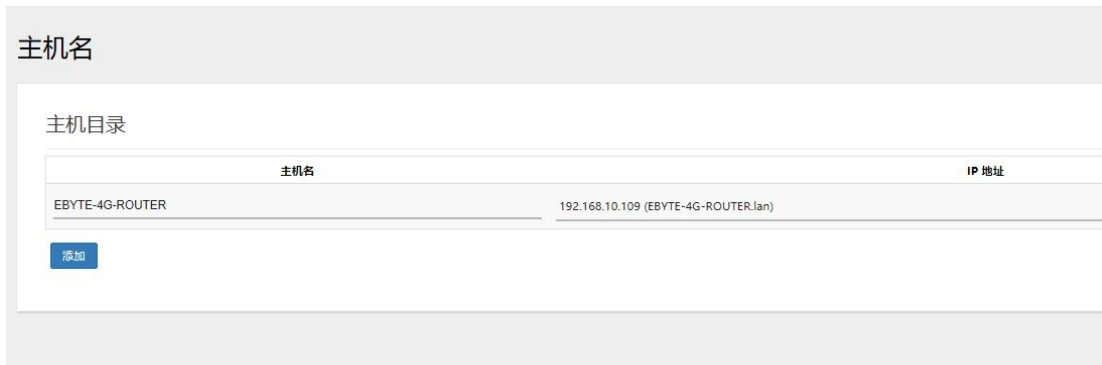 主机名
主机目录
主机名 IP 地址
EBYTE-4G-ROUTER 192.168.10.109 (EBYTE-4G-ROUTER.lan)
添加